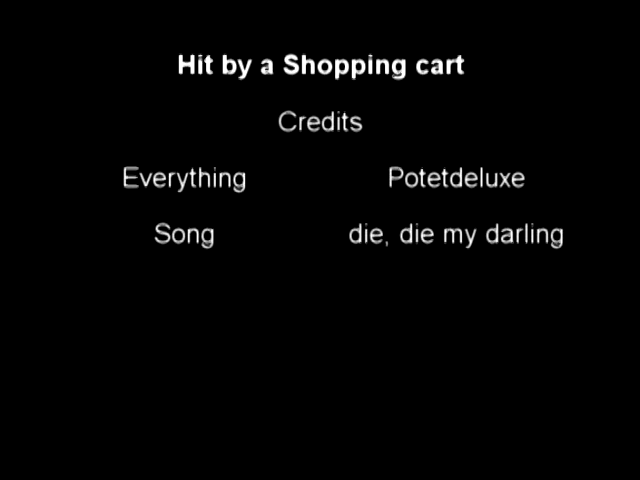 Hit by a Shopping cart
Credits
Everything Potetdeluxe
Song die, die my darling